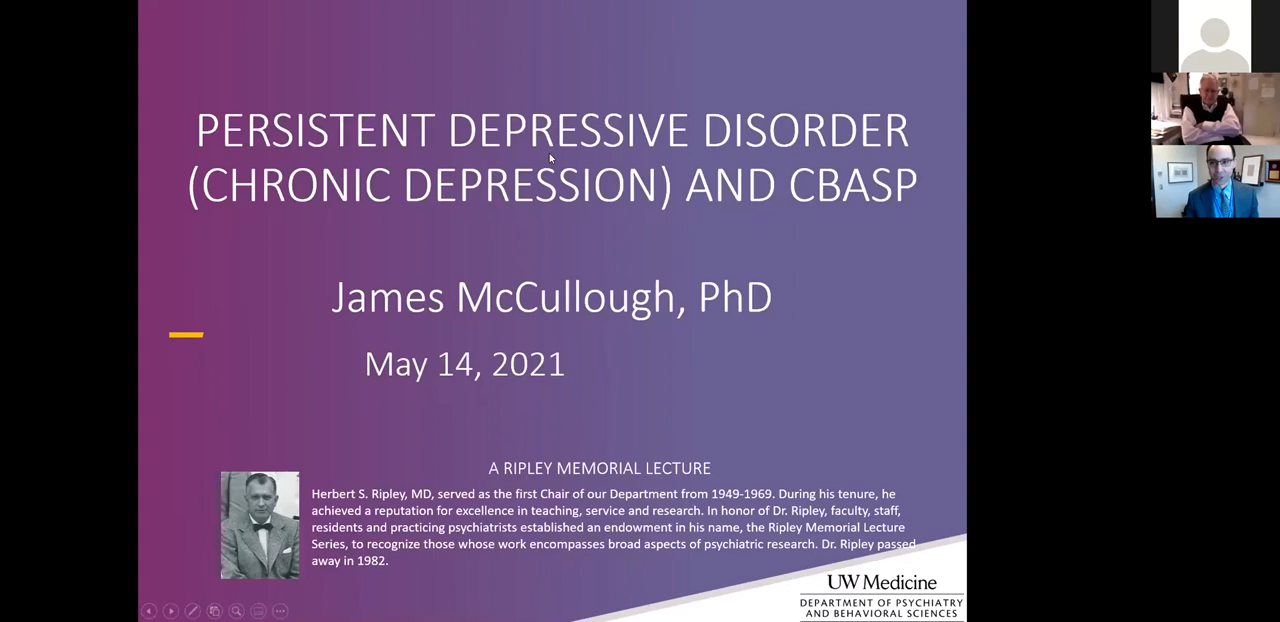 PERSISTENT DEPRESSIVE DISORDER
(CHRONIC DEPRESSION) AND CBASP
James McCullough, PhD
May 14, 2021
A RIPLEY MEMORIAL LECTURE
Herbert S. Ripley, MD, served as the first Chair of our Department from 1949-1969. During his tenure, he
achieved a reputation for excellence in teaching, service and research. In honor of Dr. Ripley, faculty, staff,
residents and practicing psychiatrists established an endowment in his name, the Ripley Memorial Lecture
Series, to recognize those whose work encompasses broad aspects of psychiatric research. Dr. Ripley passed
away in 1982.
UW Medicine
DEPARTMENT OF PSYCHIATRY
AND BEHAVIORAL SCIENCES